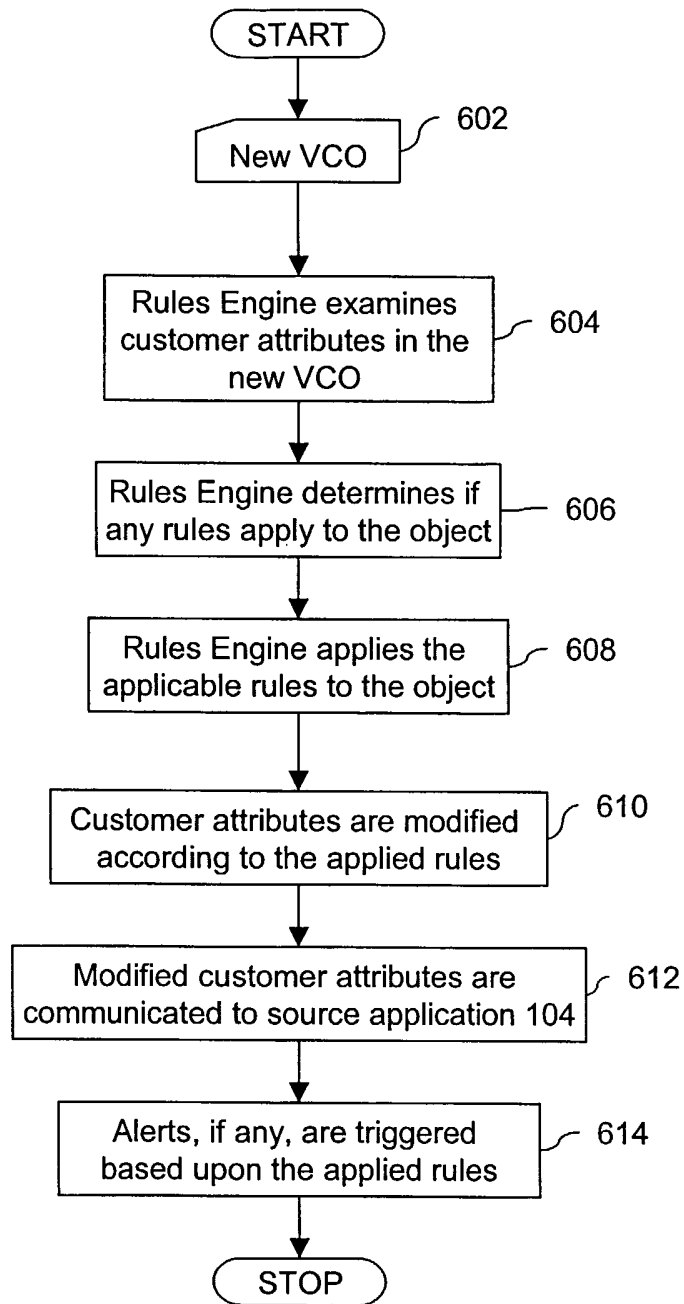 START
602
New VCO
Rules Engine examines
604
customer attributes in the
new VCO
Rules Engine determines if
606
any rules apply to the object
Rules Engine applies the
608
applicable rules to the object
Customer attributes are modified
610
according to the applied rules
Modified customer attributes are
612
communicated to source application 104
Alerts, if any, are triggered
614
based upon the applied rules
STOP